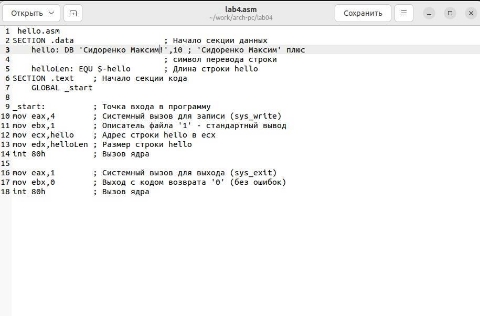 Открыть
lab4.asm
~/work/arch-pc/lab04
Сохранить
1 hello.asm
2 SECTION .data ; Начало секции данных
3 hello: DB 'Сидоренко Максим!',10 ; 'Сидоренко Максим' плюс
4 ; символ перевода строки
5 helloLen: EQU $-hello ; Длина строки hello
6 SECTION .text ; Начало секции кода
7 GLOBAL _start
8
9 _start: ; Точка входа в программу
10 mov eax,4 ; Системный вызов для записи (sys_write)
11 mov ebx,1 ; Описатель файла '1' - стандартный вывод
12 mov ecx,hello ; Адрес строки hello в ecx
13 mov edx,helloLen ; Размер строки hello
14 int 80h ; Вызов ядра
15
16 mov eax,1 ; Системный вызов для выхода (sys_exit)
17 mov ebx,0 ; Выход с кодом возврата '0' (без ошибок)
18 int 80h ; Вызов ядра